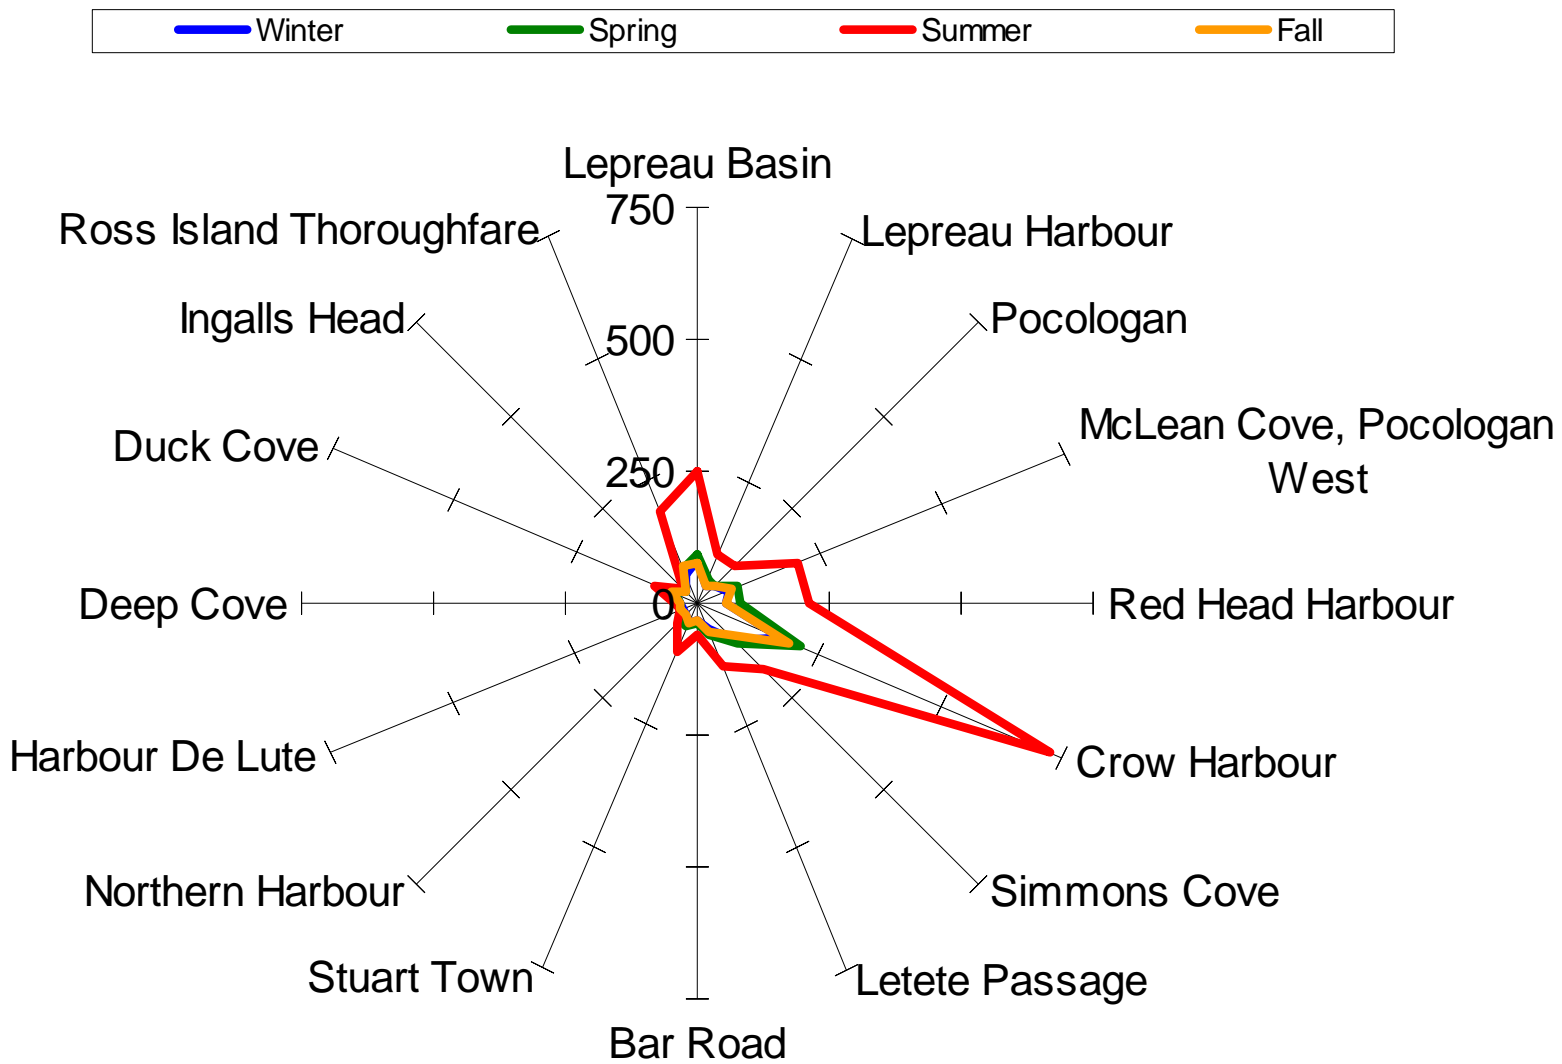 Winter Spring Summer Fall
Lepreau Basin
750
Ross Island Thoroughfare
Lepreau Harbour
Ingalls Head
Pocologan
500
Duck Cove
McLean Cove, Pocologan
West
250
Deep Cove
0
Red Head Harbour
Harbour De Lute
Crow Harbour
Northern Harbour
Simmons Cove
Stuart Town
Letete Passage
Bar Road